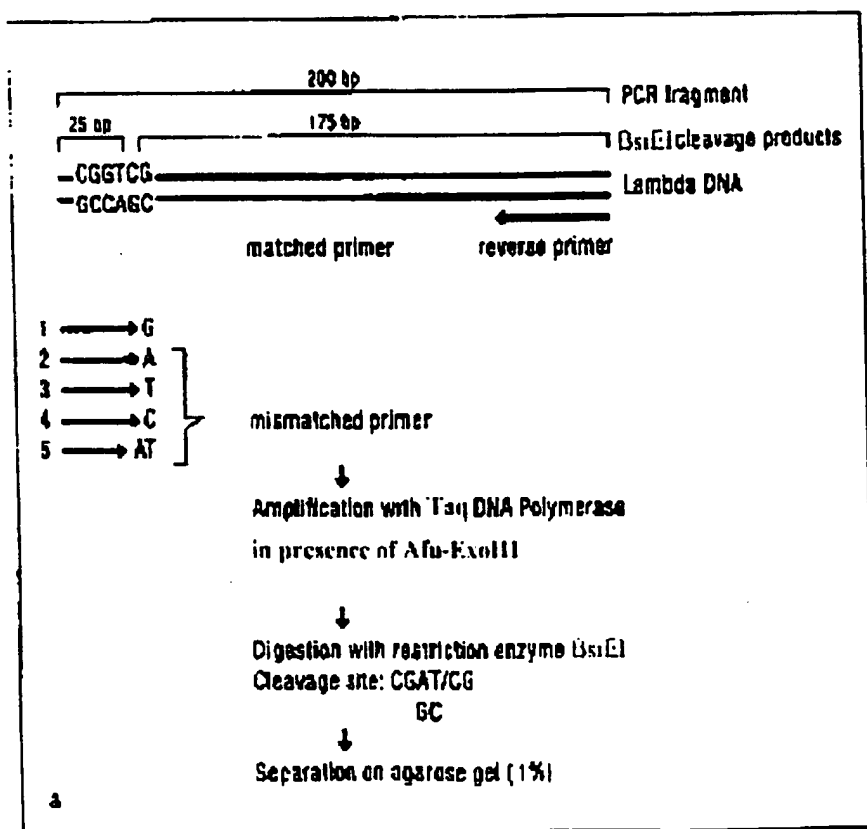 200 bp
PCR fragment
25 bp 175 bp
BsiEI cleavage products
CGGTCG
Lambda DNA
GCCAGC
matched primer reverse primer
1 G
2 A
3 T
4 C
5 AT
mismatched primer
Amplification with Taq DNA Polymerase
in presence of Afu-ExoIII
Digestion with restriction enzyme BsiEI
Cleavage site: CGAT/CG
GC
Separation on agarose gel (1%)
a